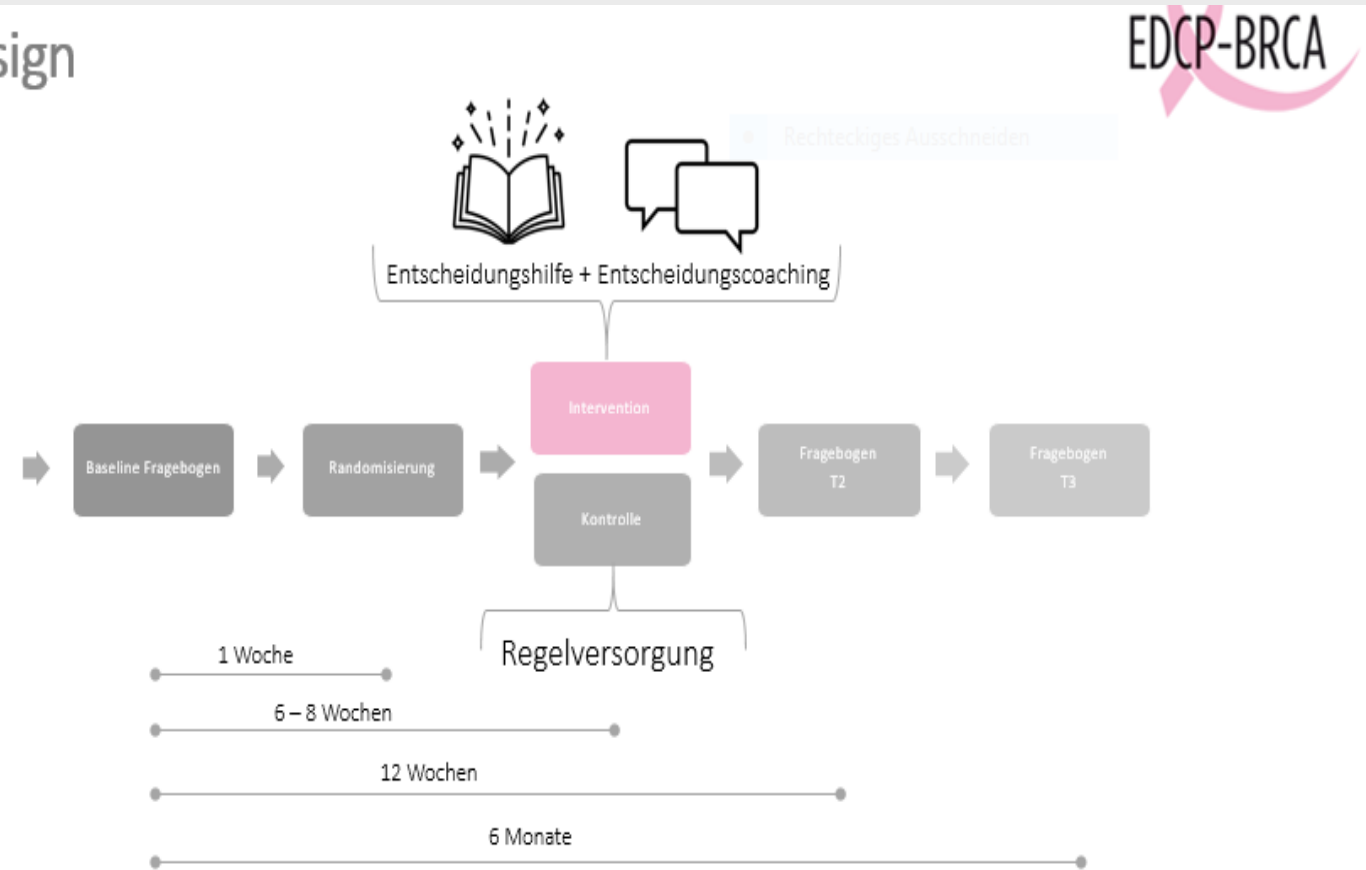 sign
EDCP-BRCA
Rechteckiges Ausschneiden
Entscheidungshilfe + Entscheidungscoaching
Intervention
Baseline Fragebogen
Randomisierung
Fragebogen
T2
Fragebogen
T3
Kontrolle
Regelversorgung
1 Woche
6 – 8 Wochen
12 Wochen
6 Monate